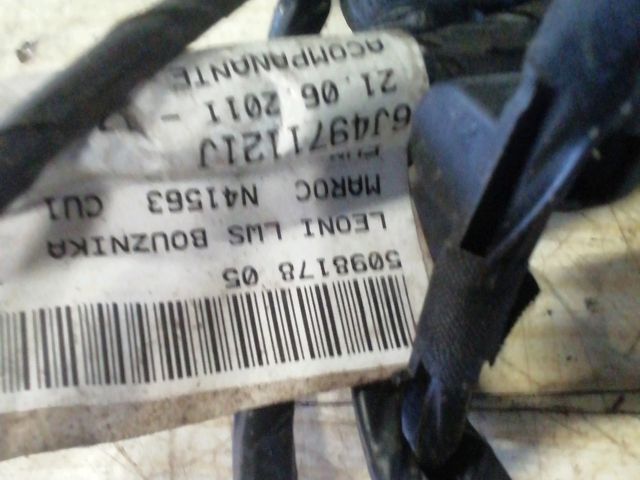 5098178 05
LEONI LWS BOUZNIKA
MAROC N41563 CU1
6J4971121J
21.06.2011 -
ACOMPANANTE